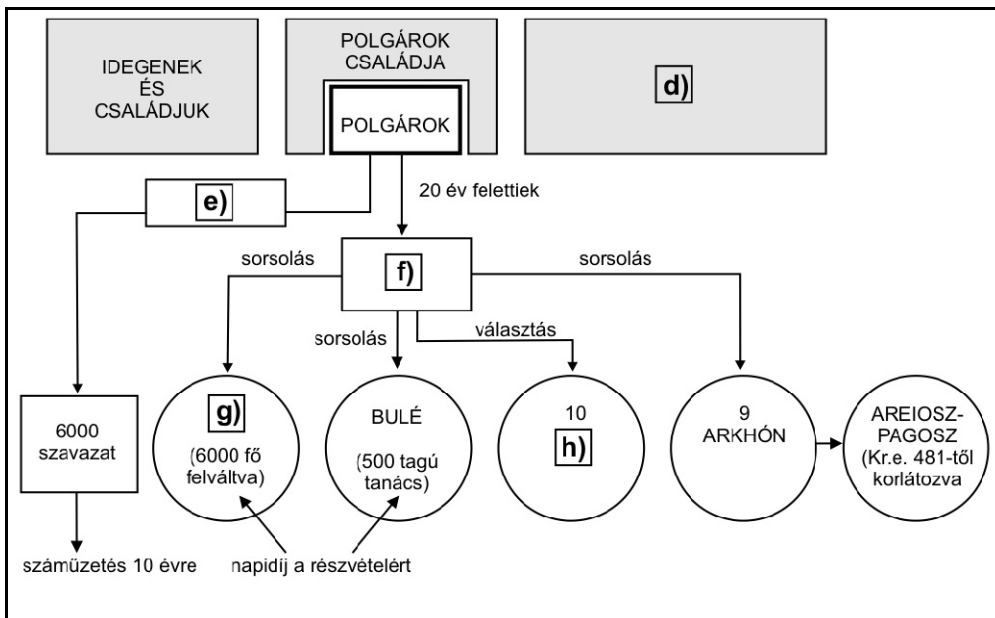 IDEGENEK
ÉS
CSALÁDJUK
POLGÁROK
CSALÁDJA
POLGÁROK
d)
e)
20 év felettiek
f)
sorsolás
sorsolás
sorsolás
választás
6000
szavazat
g)
(6000 fő
felváltva)
BULÉ
(500 tagú
tanács)
10
h)
9
ARKHÓN
AREIOSZ-
PAGOSZ
(Kr.e. 481-től
korlátozva
számüzetés 10 évre
napidíj a részvételért